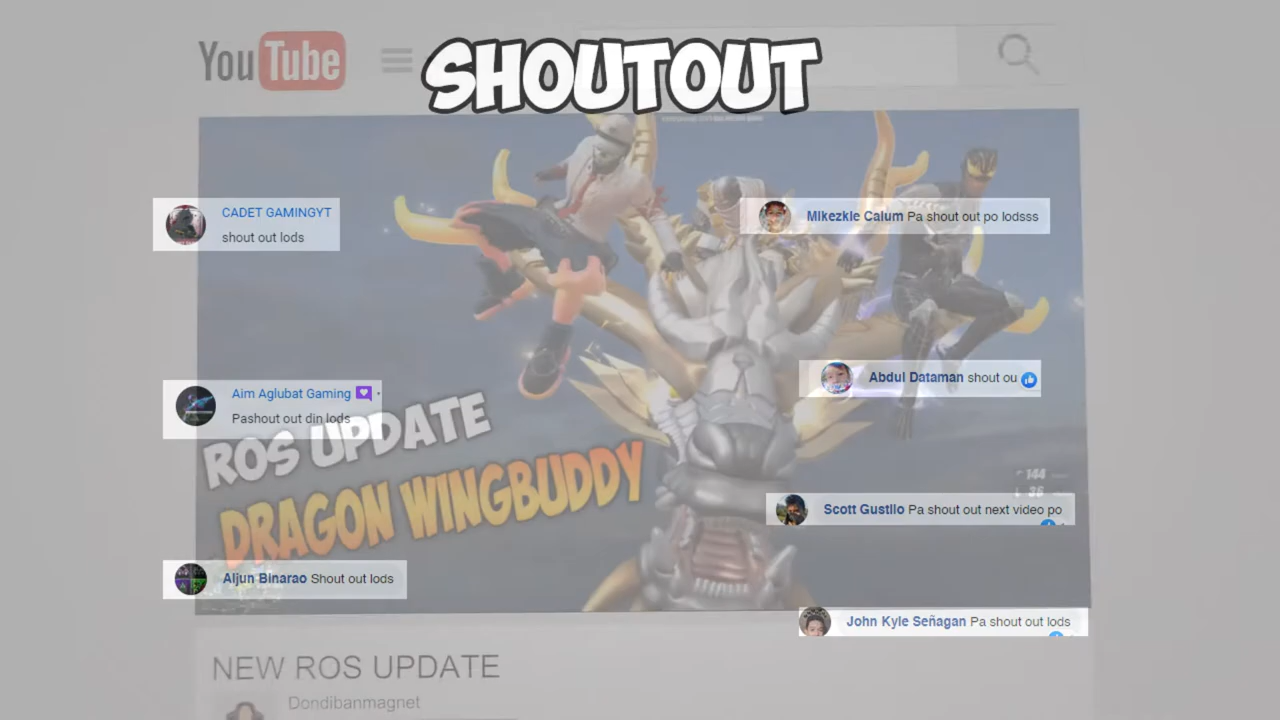 YouTube
SHOUTOUT
CADET GAMINGYT
shout out lods
Mikezkie Calum Pa shout out po lodsss
Abdul Dataman shout ou
Aim Aglubat Gaming
Pashout out din lods
ROS UPDATE
DRAGON WINGBUDDY
144
36
Scott Gustilo Pa shout out next video po
Aljun Binarao Shout out lods
John Kyle Señagan Pa shout out lods
NEW ROS UPDATE
Dondibanmagnet